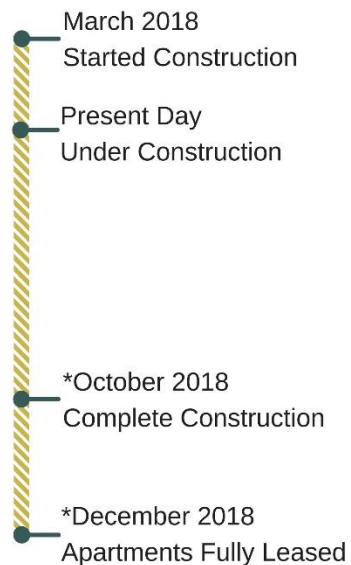 March 2018
Started Construction
Present Day
Under Construction
*October 2018
Complete Construction
*December 2018
Apartments Fully Leased